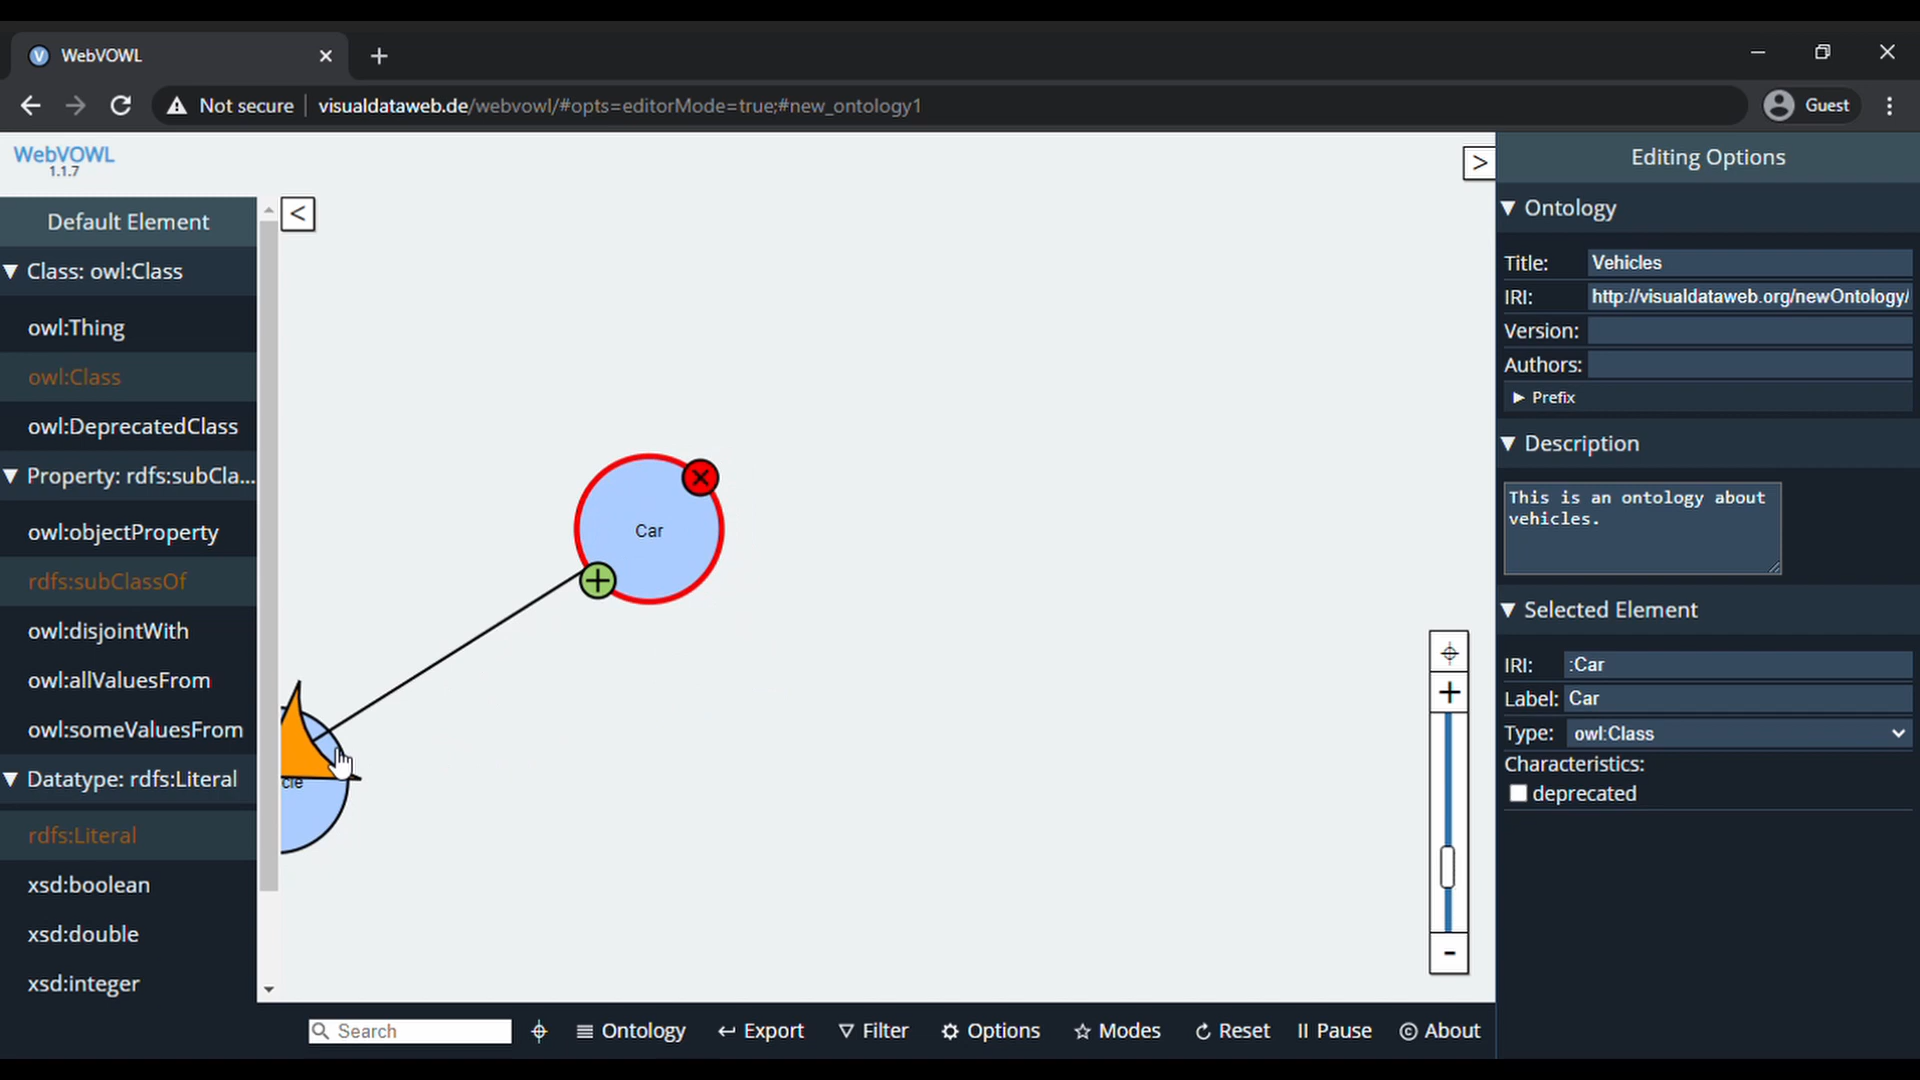 WebVOWL
Not secure
visualdataweb.de/webvowl/#opts=editorMode=true;#new_ontology1
Guest
WebVOWL
1.1.7
<
>
Default Element
Class: owl:Class
owl:Thing
owl:Class
owl:DeprecatedClass
Property: rdfs:subCla...
owl:objectProperty
rdfs:subClassOf
owl:disjointWith
owl:allValuesFrom
owl:someValuesFrom
Datatype: rdfs:Literal
rdfs:Literal
xsd:boolean
xsd:double
xsd:integer
Car
cle
+
-
Editing Options
Ontology
Title: Vehicles
IRI: http://visualdataweb.org/newOntology/
Version:
Authors:
Prefix
Description
This is an ontology about
vehicles.
Selected Element
IRI: :Car
Label: Car
Type: owl:Class
Characteristics:
deprecated
Search
Ontology
Export
Filter
Options
Modes
Reset
Pause
© About